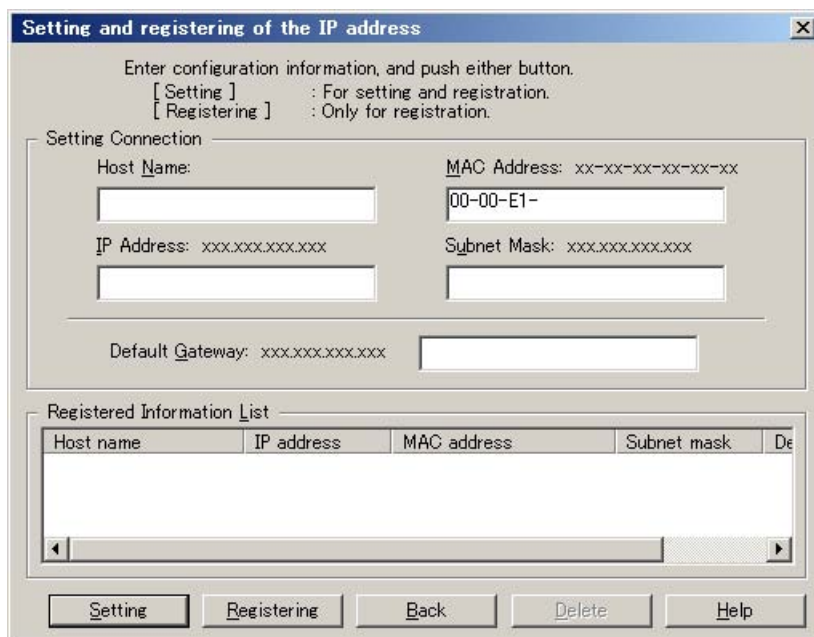 Setting and registering of the IP address
Enter configuration information, and push either button.
[ Setting ] : For setting and registration.
[ Registering ] : Only for registration.
Setting Connection
Host Name: MAC Address: xx-xx-xx-xx-xx-xx
00-00-E1-
IP Address: xxx.xxx.xxx.xxx Subnet Mask: xxx.xxx.xxx.xxx
Default Gateway: xxx.xxx.xxx.xxx
Registered Information List
Host name IP address MAC address Subnet mask De
Setting Registering Back Delete Help